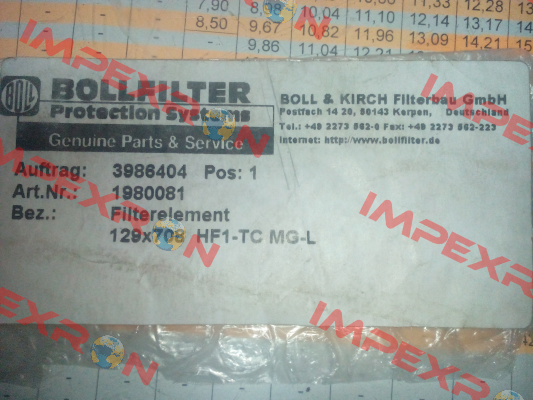 7,90 8,98 10,04 11,10 11,33 12,28 13
8,50 9,67 10,82 11,96 12,14 13,17 14
9,86 11,04 12,21 13,09 14,21 15
BOLL
BOLLFILTER
Protection Systems
Genuine Parts & Service
BOLL & KIRCH Filterbau GmbH
Postfach 14 20, 50143 Kerpen, Deutschland
Tel.: +49 2273 562-0 Fax: +49 2273 562-223
Internet: http://www.bollfilter.de
Auftrag: 3986404 Pos: 1
Art.Nr.: 1980081
Bez.: Filterelement
129x708 HF1-TC MG-L
IMPEXRON
IMPEXRON
IMPEXRON
IMPEXRON
IMPEXRON